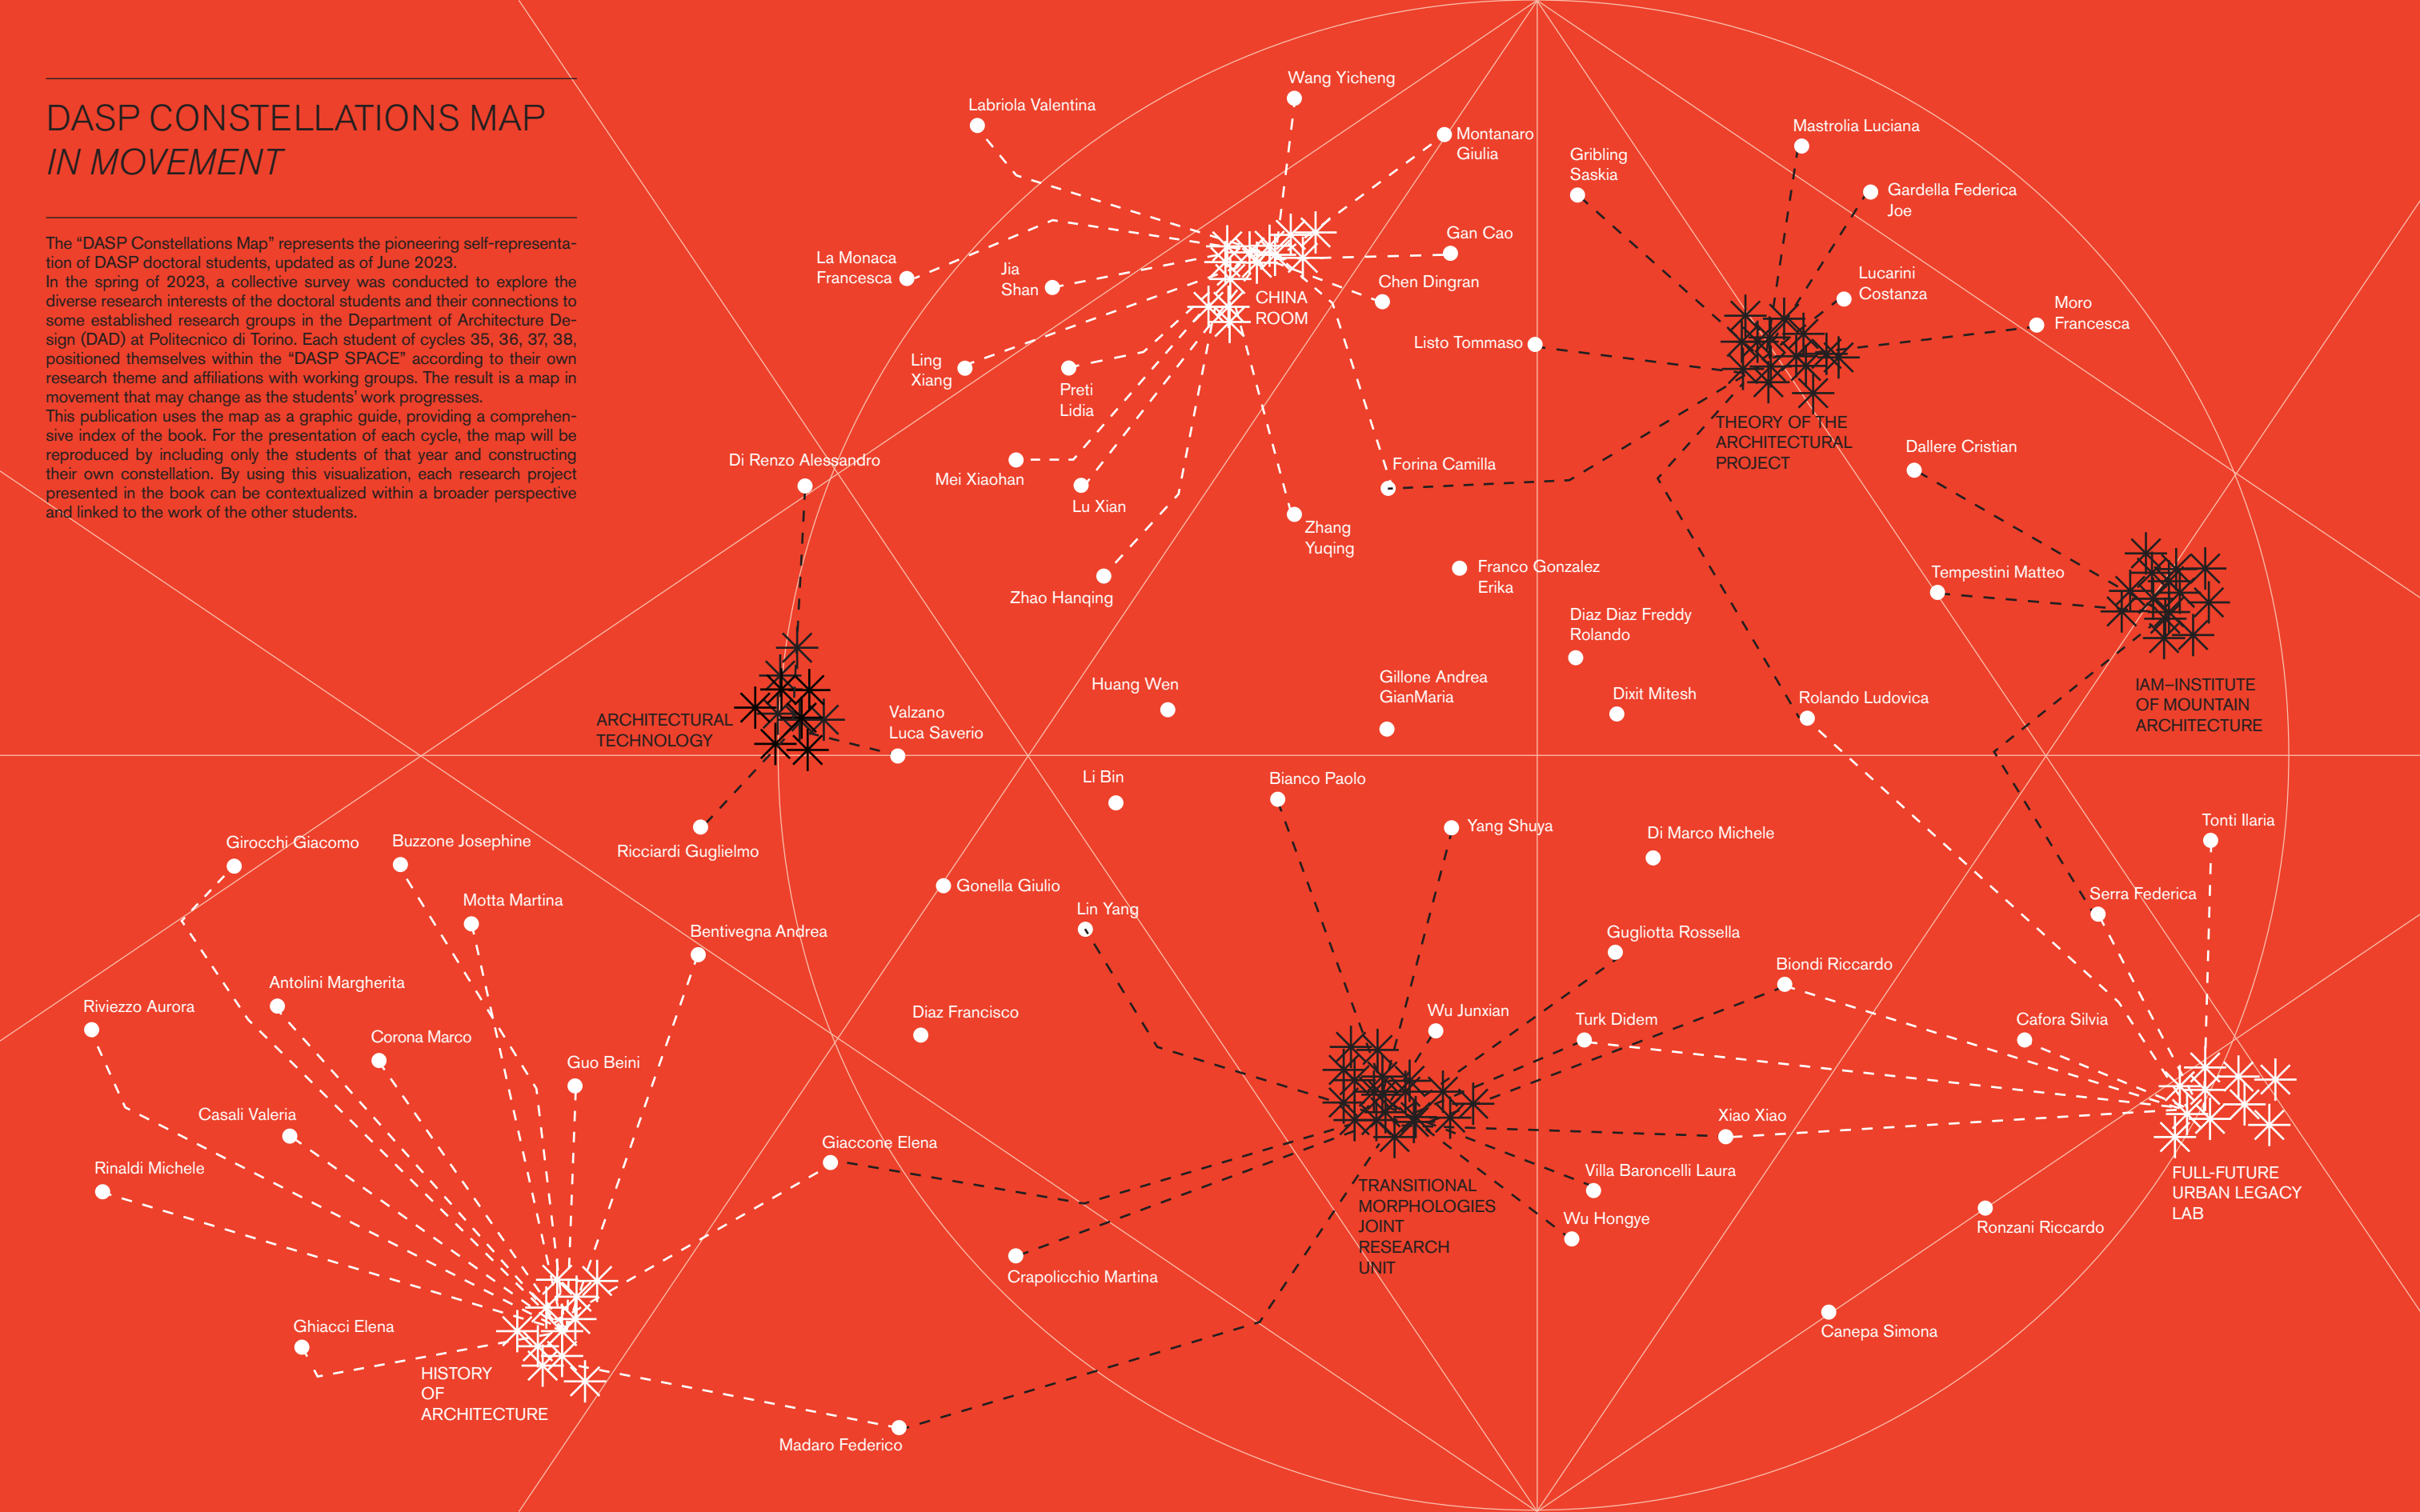 DASP CONSTELLATIONS MAP
IN MOVEMENT
The “DASP Constellations Map” represents the pioneering self-representa-
tion of DASP doctoral students, updated as of June 2023.
In the spring of 2023, a collective survey was conducted to explore the
diverse research interests of the doctoral students and their connections to
some established research groups in the Department of Architecture De-
sign (DAD) at Politecnico di Torino. Each student of cycles 35, 36, 37, 38,
positioned themselves within the “DASP SPACE” according to their own
research theme and affiliations with working groups. The result is a map in
movement that may change as the students’ work progresses.
This publication uses the map as a graphic guide, providing a comprehen-
sive index of the book. For the presentation of each cycle, the map will be
reproduced by including only the students of that year and constructing
their own constellation. By using this visualization, each research project
presented in the book can be contextualized within a broader perspective
and linked to the work of the other students.
Wang Yicheng
Labriola Valentina
Montanaro
Giulia
Mastrolia Luciana
Gribling
Saskia
Gardella Federica
Joe
Gan Cao
La Monaca
Francesca
Jia
Shan
Chen Dingran
Lucarini
Costanza
CHINA
ROOM
Moro
Francesca
Listo Tommaso
Ling
Xiang
Preti
Lidia
THEORY OF THE
ARCHITECTURAL
PROJECT
Dallere Cristian
Di Renzo Alessandro
Forina Camilla
Mei Xiaohan
Lu Xian
Zhang
Yuqing
Franco Gonzalez
Erika
Tempestini Matteo
Zhao Hanqing
Diaz Diaz Freddy
Rolando
Huang Wen
Gillone Andrea
GianMaria
Dixit Mitesh
Rolando Ludovica
IAM–INSTITUTE
OF MOUNTAIN
ARCHITECTURE
ARCHITECTURAL
TECHNOLOGY
Valzano
Luca Saverio
Li Bin
Bianco Paolo
Yang Shuya
Di Marco Michele
Tonti Ilaria
Girocchi Giacomo
Buzzone Josephine
Ricciardi Guglielmo
Gonella Giulio
Serra Federica
Motta Martina
Lin Yang
Bentivegna Andrea
Gugliotta Rossella
Biondi Riccardo
Antolini Margherita
Riviezzo Aurora
Diaz Francisco
Wu Junxian
Turk Didem
Cafora Silvia
Corona Marco
Guo Beini
Casali Valeria
Xiao Xiao
Giaccone Elena
Rinaldi Michele
Villa Baroncelli Laura
FULL-FUTURE
URBAN LEGACY
LAB
TRANSITIONAL
MORPHOLOGIES
JOINT
RESEARCH
UNIT
Wu Hongye
Ronzani Riccardo
Crapolicchio Martina
Ghiacci Elena
Canepa Simona
HISTORY
OF
ARCHITECTURE
Madaro Federico